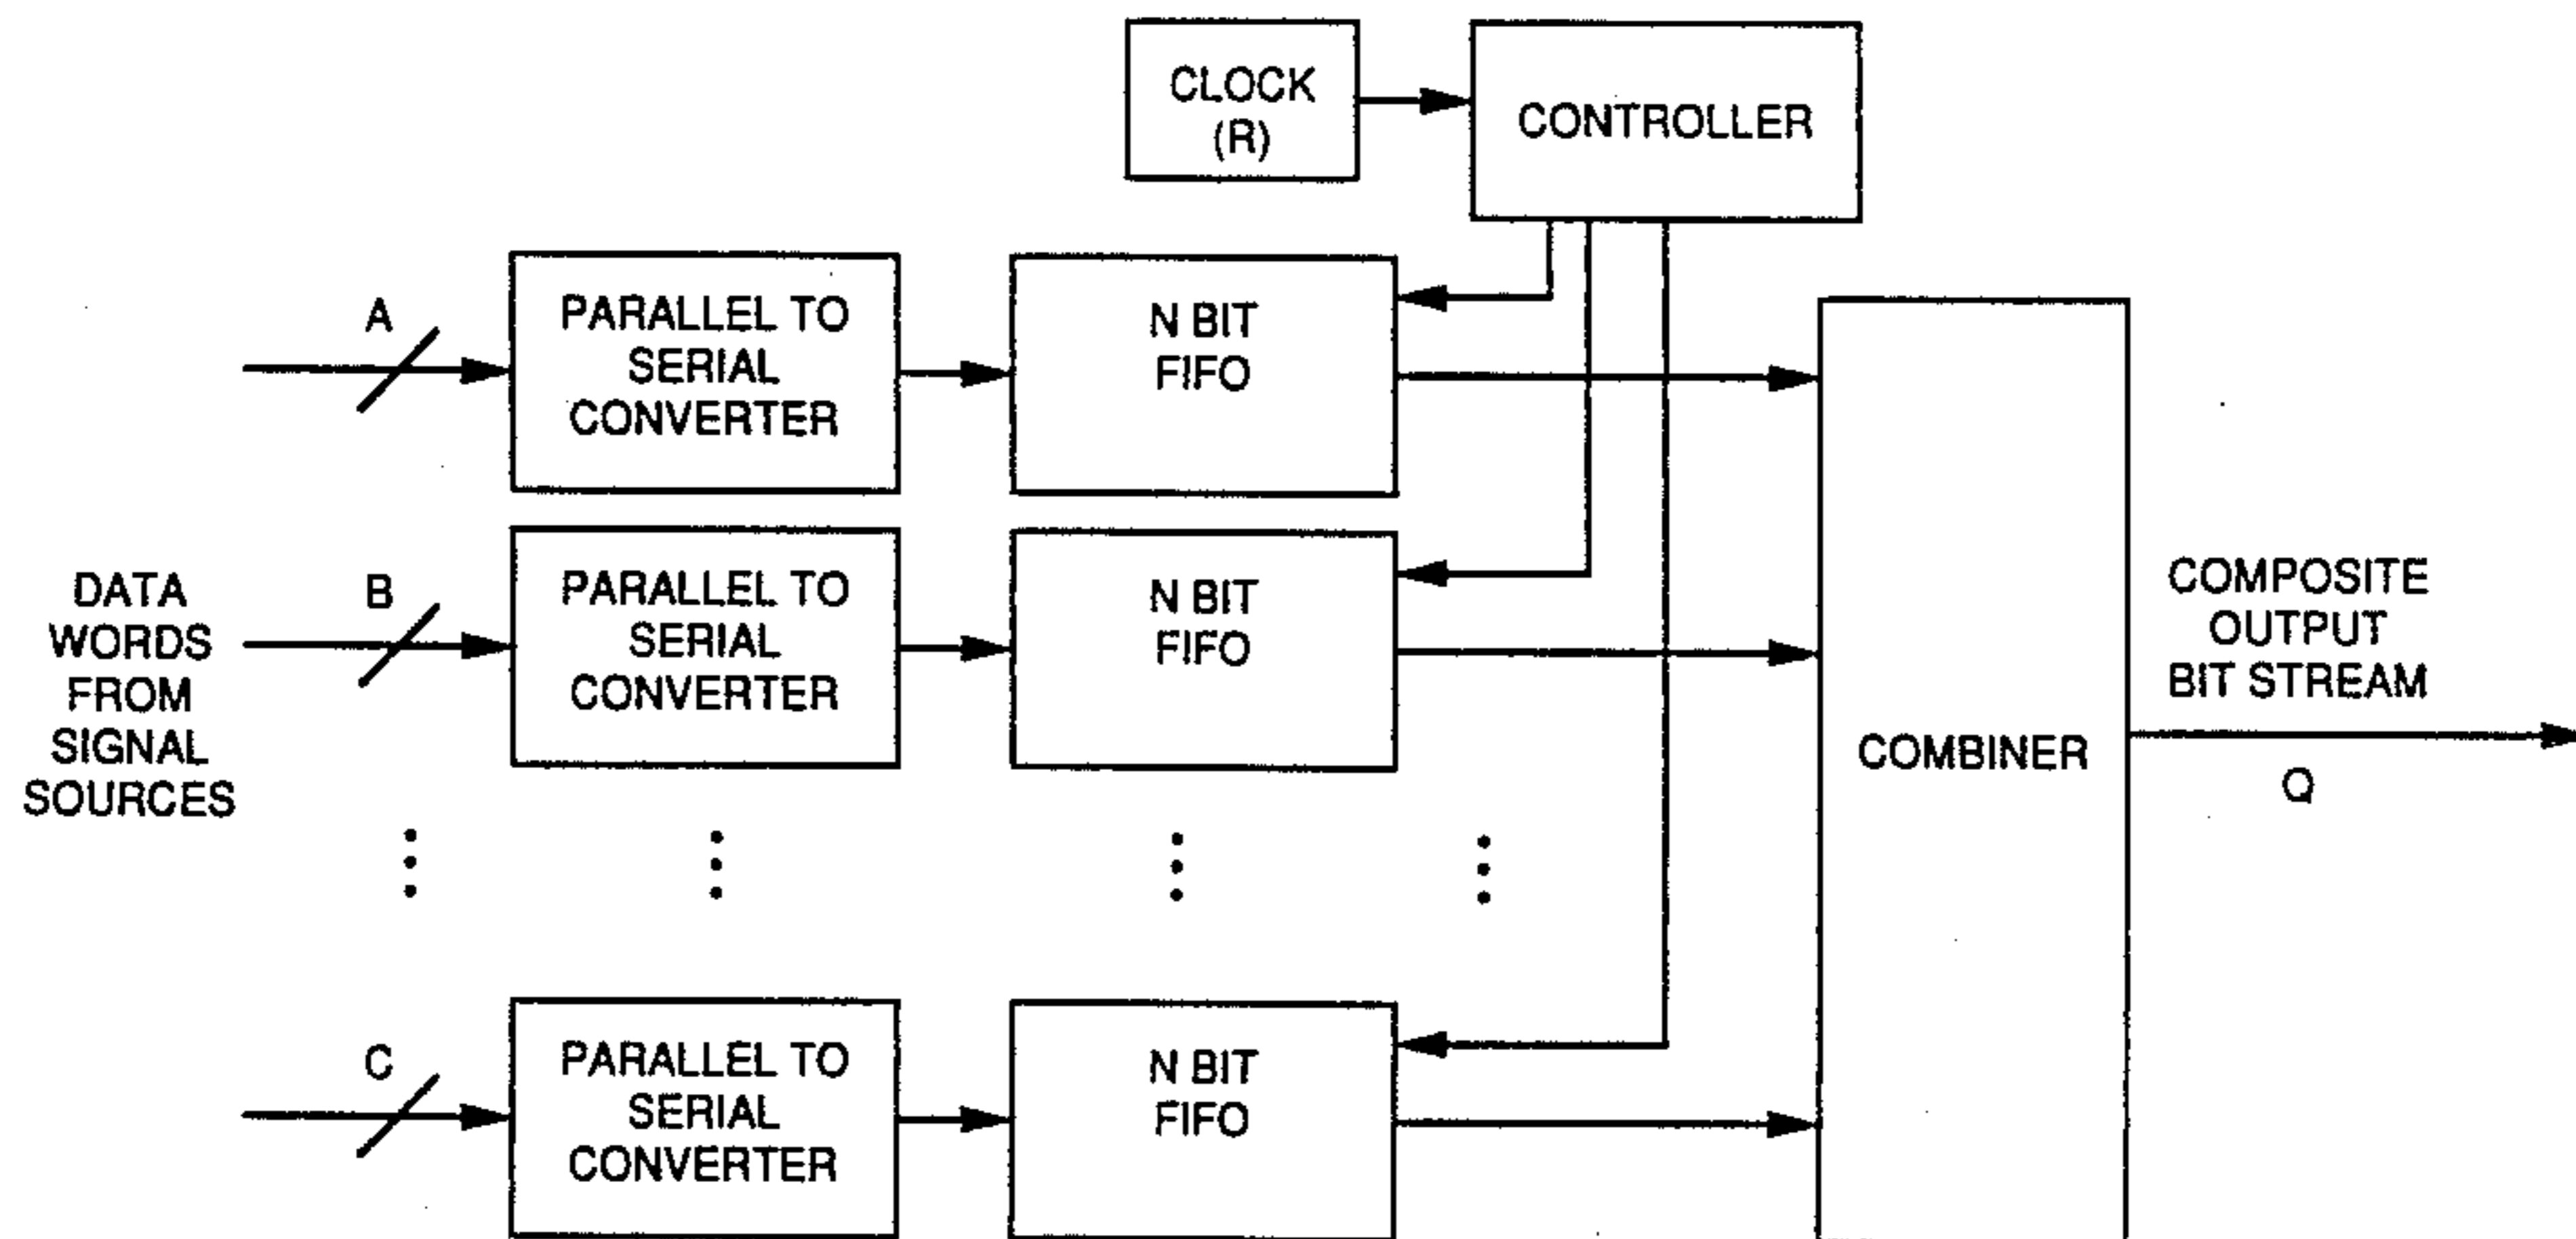 CLOCK
(R)
CONTROLLER
A
PARALLEL TO
SERIAL
CONVERTER
N BIT
FIFO
DATA
WORDS
FROM
SIGNAL
SOURCES
B
PARALLEL TO
SERIAL
CONVERTER
N BIT
FIFO
COMBINER
COMPOSITE
OUTPUT
BIT STREAM
Q
C
PARALLEL TO
SERIAL
CONVERTER
N BIT
FIFO